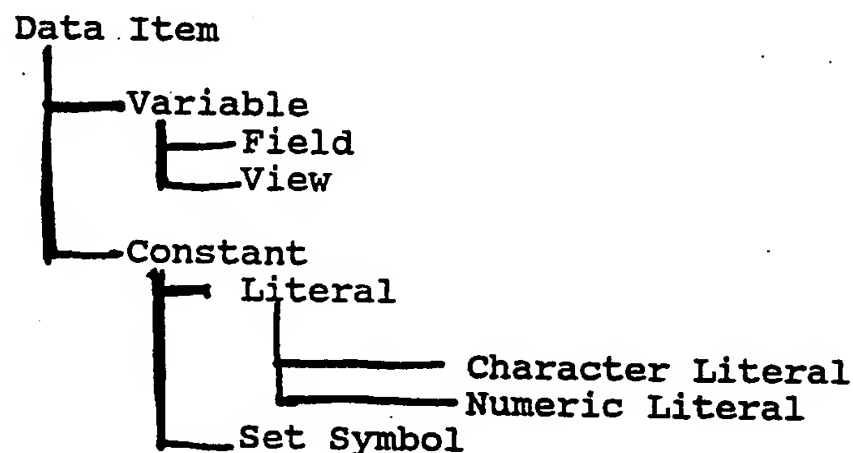 Data Item
Variable
Field
View
Constant
Literal
Character Literal
Numeric Literal
Set Symbol